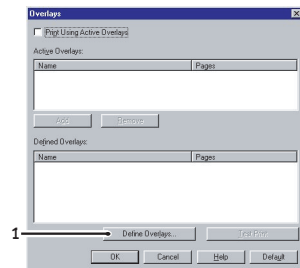 Overlays
Print Using Active Overlays
Active Overlays:
Name Pages
Add... Remove
Defined Overlays:
Name Pages
1 Define Overlays... Test Print
OK Cancel Help Default